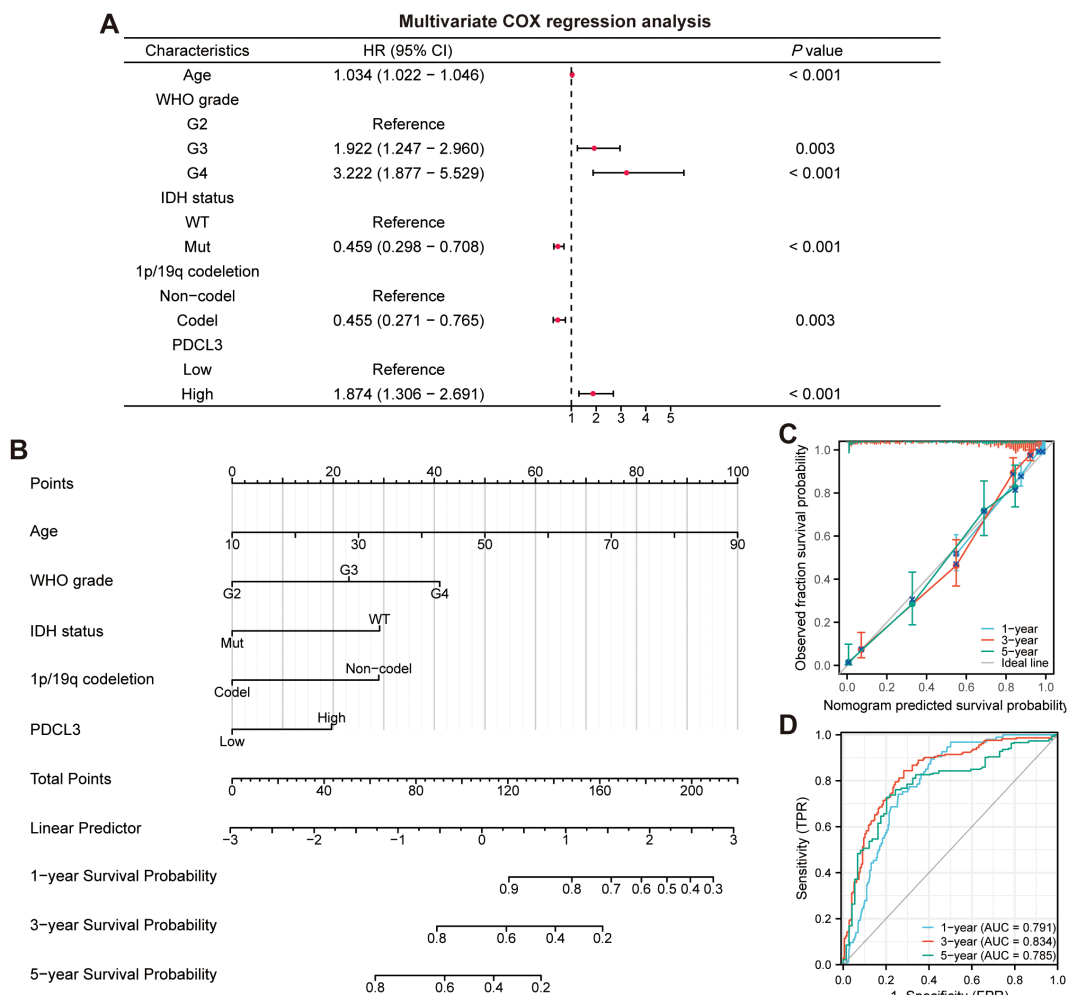 A
Multivariate COX regression analysis
Characteristics HR (95% CI) P value
Age 1.034 (1.022 − 1.046) < 0.001
WHO grade
G2 Reference
G3 1.922 (1.247 − 2.960) 0.003
G4 3.222 (1.877 − 5.529) < 0.001
IDH status
WT Reference
Mut 0.459 (0.298 − 0.708) < 0.001
1p/19q codeletion
Non−codel Reference
Codel 0.455 (0.271 − 0.765) 0.003
PDCL3
Low Reference
High 1.874 (1.306 − 2.691) < 0.001
1 2 3 4 5
B
0 20 40 60 80 100
Points
Age
10 30 50 70 90
G3
WHO grade
G2 G4
WT
IDH status
Mut
Non−codel
1p/19q codeletion
Codel
High
PDCL3
Low
Total Points
0 40 80 120 160 200
Linear Predictor
−3 −2 −1 0 1 2 3
1−year Survival Probability
0.9 0.8 0.7 0.6 0.5 0.4 0.3
3−year Survival Probability
0.8 0.6 0.4 0.2
5−year Survival Probability
0.8 0.6 0.4 0.2
C
Observed fraction survival probability
1.0
0.8
0.6
0.4
0.2
0.0
1−year
3−year
5−year
Ideal line
0.0 0.2 0.4 0.6 0.8 1.0
Nomogram predicted survival probability
D
Sensitivity (TPR)
1.0
0.8
0.6
0.4
0.2
0.0
1−year (AUC = 0.791)
3−year (AUC = 0.834)
5−year (AUC = 0.785)
0.0 0.2 0.4 0.6 0.8 1.0
1−Specificity (FPR)